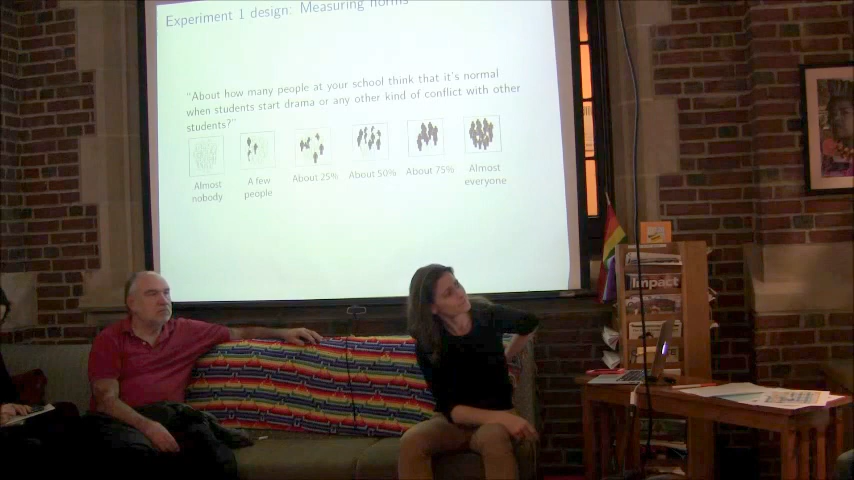 Experiment 1 design: Measuring norms
"About how many people at your school think that it's normal
when students start drama or any other kind of conflict with other
students?"
Almost
nobody
A few
people
About 25%
About 50%
About 75%
Almost
everyone
Impact